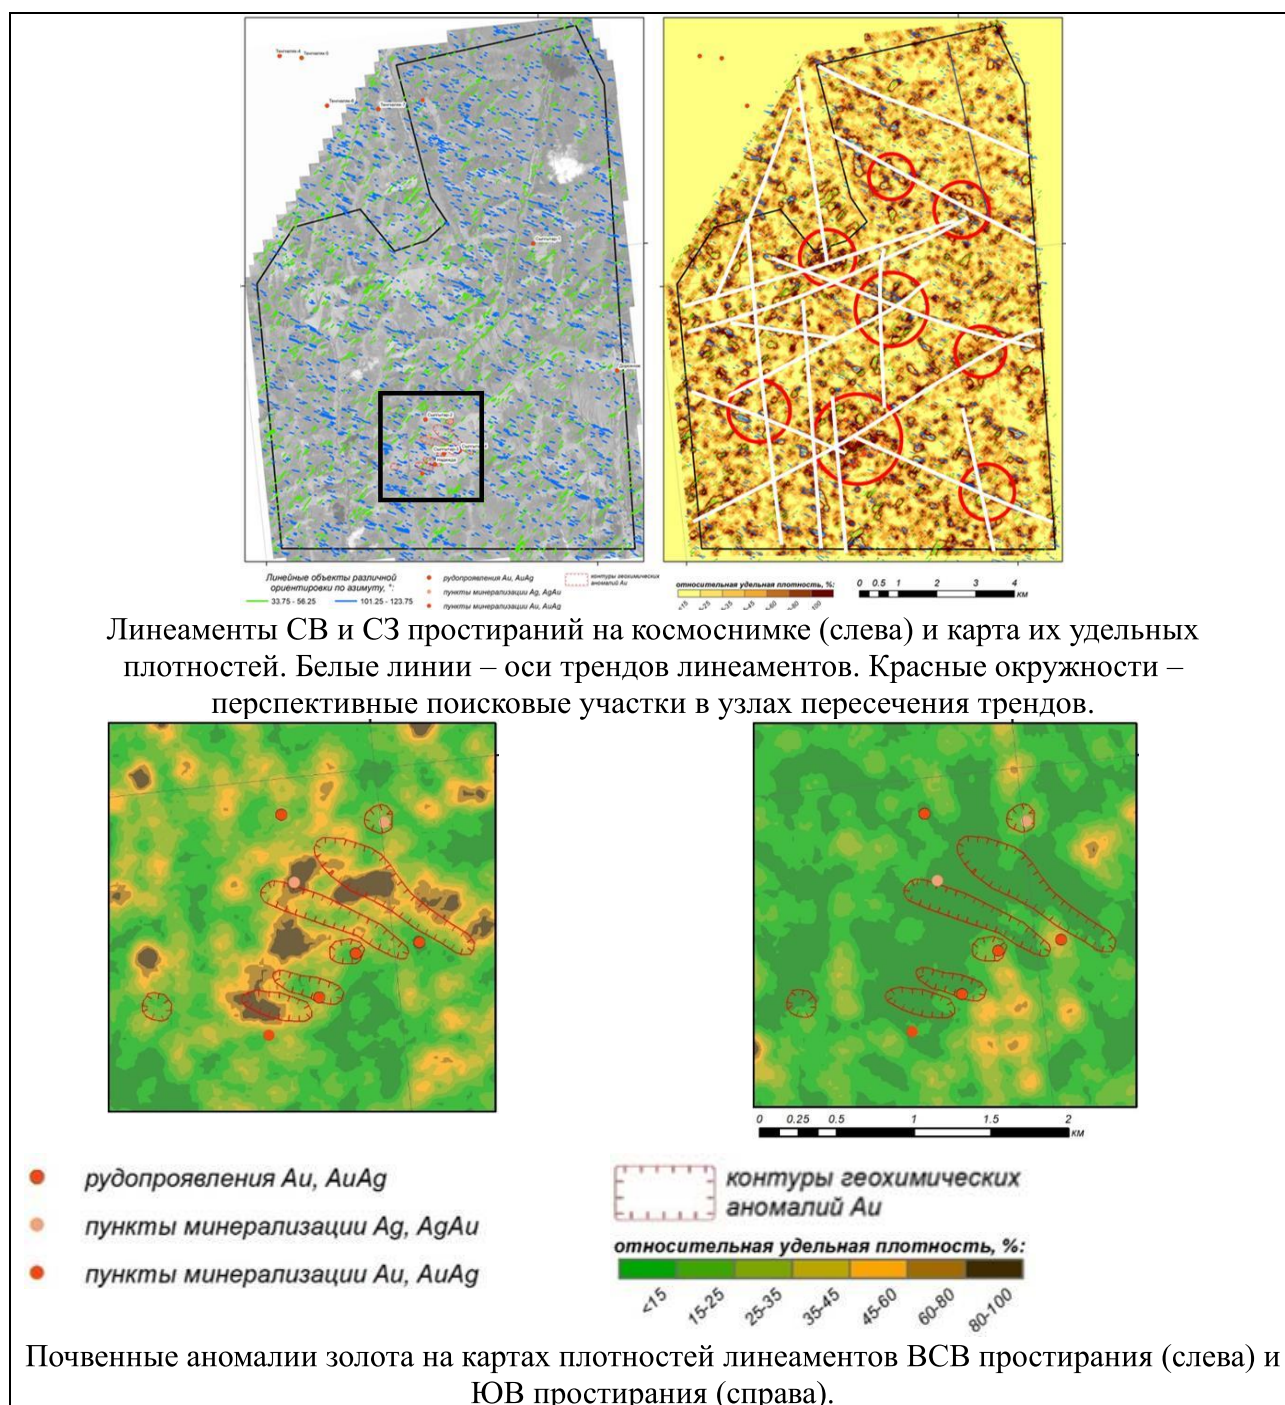 Линейные объекты различной
ориентировки по азимуту, °:
33.75 - 56.25
101.25 - 123.75
рудопроявления Au, AuAg
пункты минерализации Ag, AgAu
пункты минерализации Au, AuAg
контуры геохимических
аномалий Au
относительная удельная плотность, %:
0 0.5 1 2 3 4
км
Линеаменты СВ и СЗ простираний на космоснимке (слева) и карта их удельных
плотностей. Белые линии – оси трендов линеаментов. Красные окружности –
перспективные поисковые участки в узлах пересечения трендов.
0 0.25 0.5 1 1.5 2
км
рудопроявления Au, AuAg
пункты минерализации Ag, AgAu
пункты минерализации Au, AuAg
контуры геохимических
аномалий Au
относительная удельная плотность, %:
<15 15-25 25-35 35-45 45-60 60-80 80-100
Почвенные аномалии золота на картах плотностей линеаментов ВСВ простирания (слева) и
ЮВ простирания (справа).